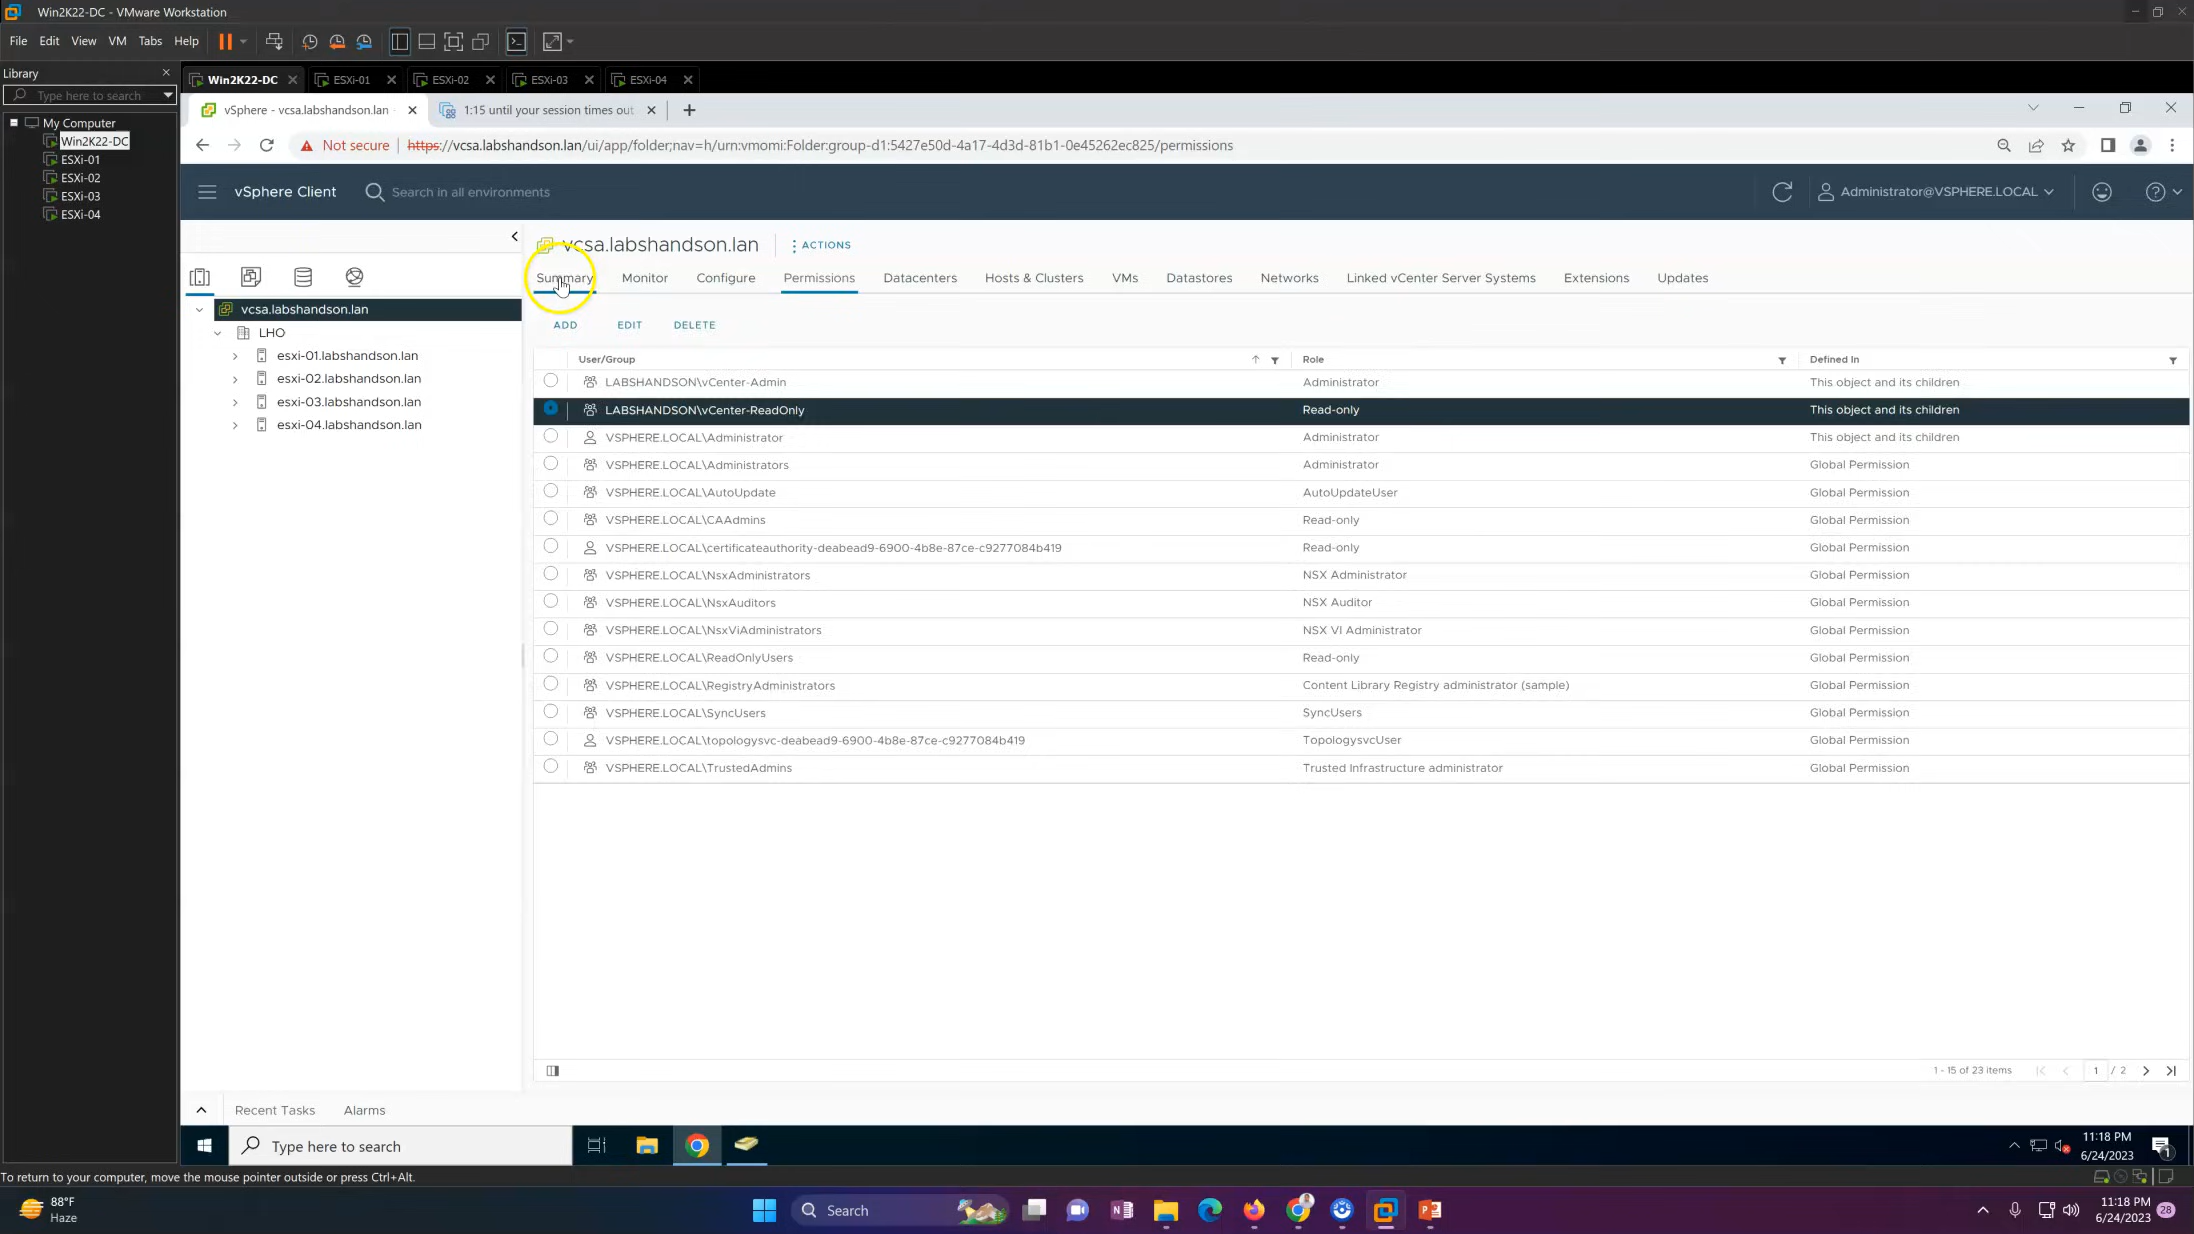 Win2K22-DC - VMware Workstation
File Edit View VM Tabs Help
Library
Type here to search
My Computer
Win2K22-DC
ESXi-01
ESXi-02
ESXi-03
ESXi-04
Win2K22-DC ESXi-01 ESXi-02 ESXi-03 ESXi-04
vSphere - vcsa.labshandson.lan - 1:15 until your session times out
Not secure https://vcsa.labshandson.lan/ui/app/folder;nav=h/urn:vmomi:Folder:group-d1:5427e50d-4a17-4d3d-81b1-0e45262ec825/permissions
vSphere Client Search in all environments Administrator@VSPHERE.LOCAL
vcsa.labshandson.lan
LHO
esxi-01.labshandson.lan
esxi-02.labshandson.lan
esxi-03.labshandson.lan
esxi-04.labshandson.lan
vcsa.labshandson.lan ACTIONS
Summary Monitor Configure Permissions Datacenters Hosts & Clusters VMs Datastores Networks Linked vCenter Server Systems Extensions Updates
ADD EDIT DELETE
User/Group Role Defined In
LABSHANDSON\vCenter-Admin Administrator This object and its children
LABSHANDSON\vCenter-ReadOnly Read-only This object and its children
VSPHERE.LOCAL\Administrator Administrator This object and its children
VSPHERE.LOCAL\Administrators Administrator Global Permission
VSPHERE.LOCAL\AutoUpdate AutoUpdateUser Global Permission
VSPHERE.LOCAL\CAAdmins Read-only Global Permission
VSPHERE.LOCAL\certificateauthority-deabead9-6900-4b8e-87ce-c9277084b419 Read-only Global Permission
VSPHERE.LOCAL\NsxAdministrators NSX Administrator Global Permission
VSPHERE.LOCAL\NsxAuditors NSX Auditor Global Permission
VSPHERE.LOCAL\NsxViAdministrators NSX VI Administrator Global Permission
VSPHERE.LOCAL\ReadOnlyUsers Read-only Global Permission
VSPHERE.LOCAL\RegistryAdministrators Content Library Registry administrator (sample) Global Permission
VSPHERE.LOCAL\SyncUsers SyncUsers Global Permission
VSPHERE.LOCAL\topologysvc-deabead9-6900-4b8e-87ce-c9277084b419 TopologysvcUser Global Permission
VSPHERE.LOCAL\TrustedAdmins Trusted Infrastructure administrator Global Permission
1 - 15 of 23 items 1 / 2
Recent Tasks Alarms
Type here to search
11:18 PM
6/24/2023
1
To return to your computer, move the mouse pointer outside or press Ctrl+Alt.
88°F
Haze
Search
11:18 PM
6/24/2023
28